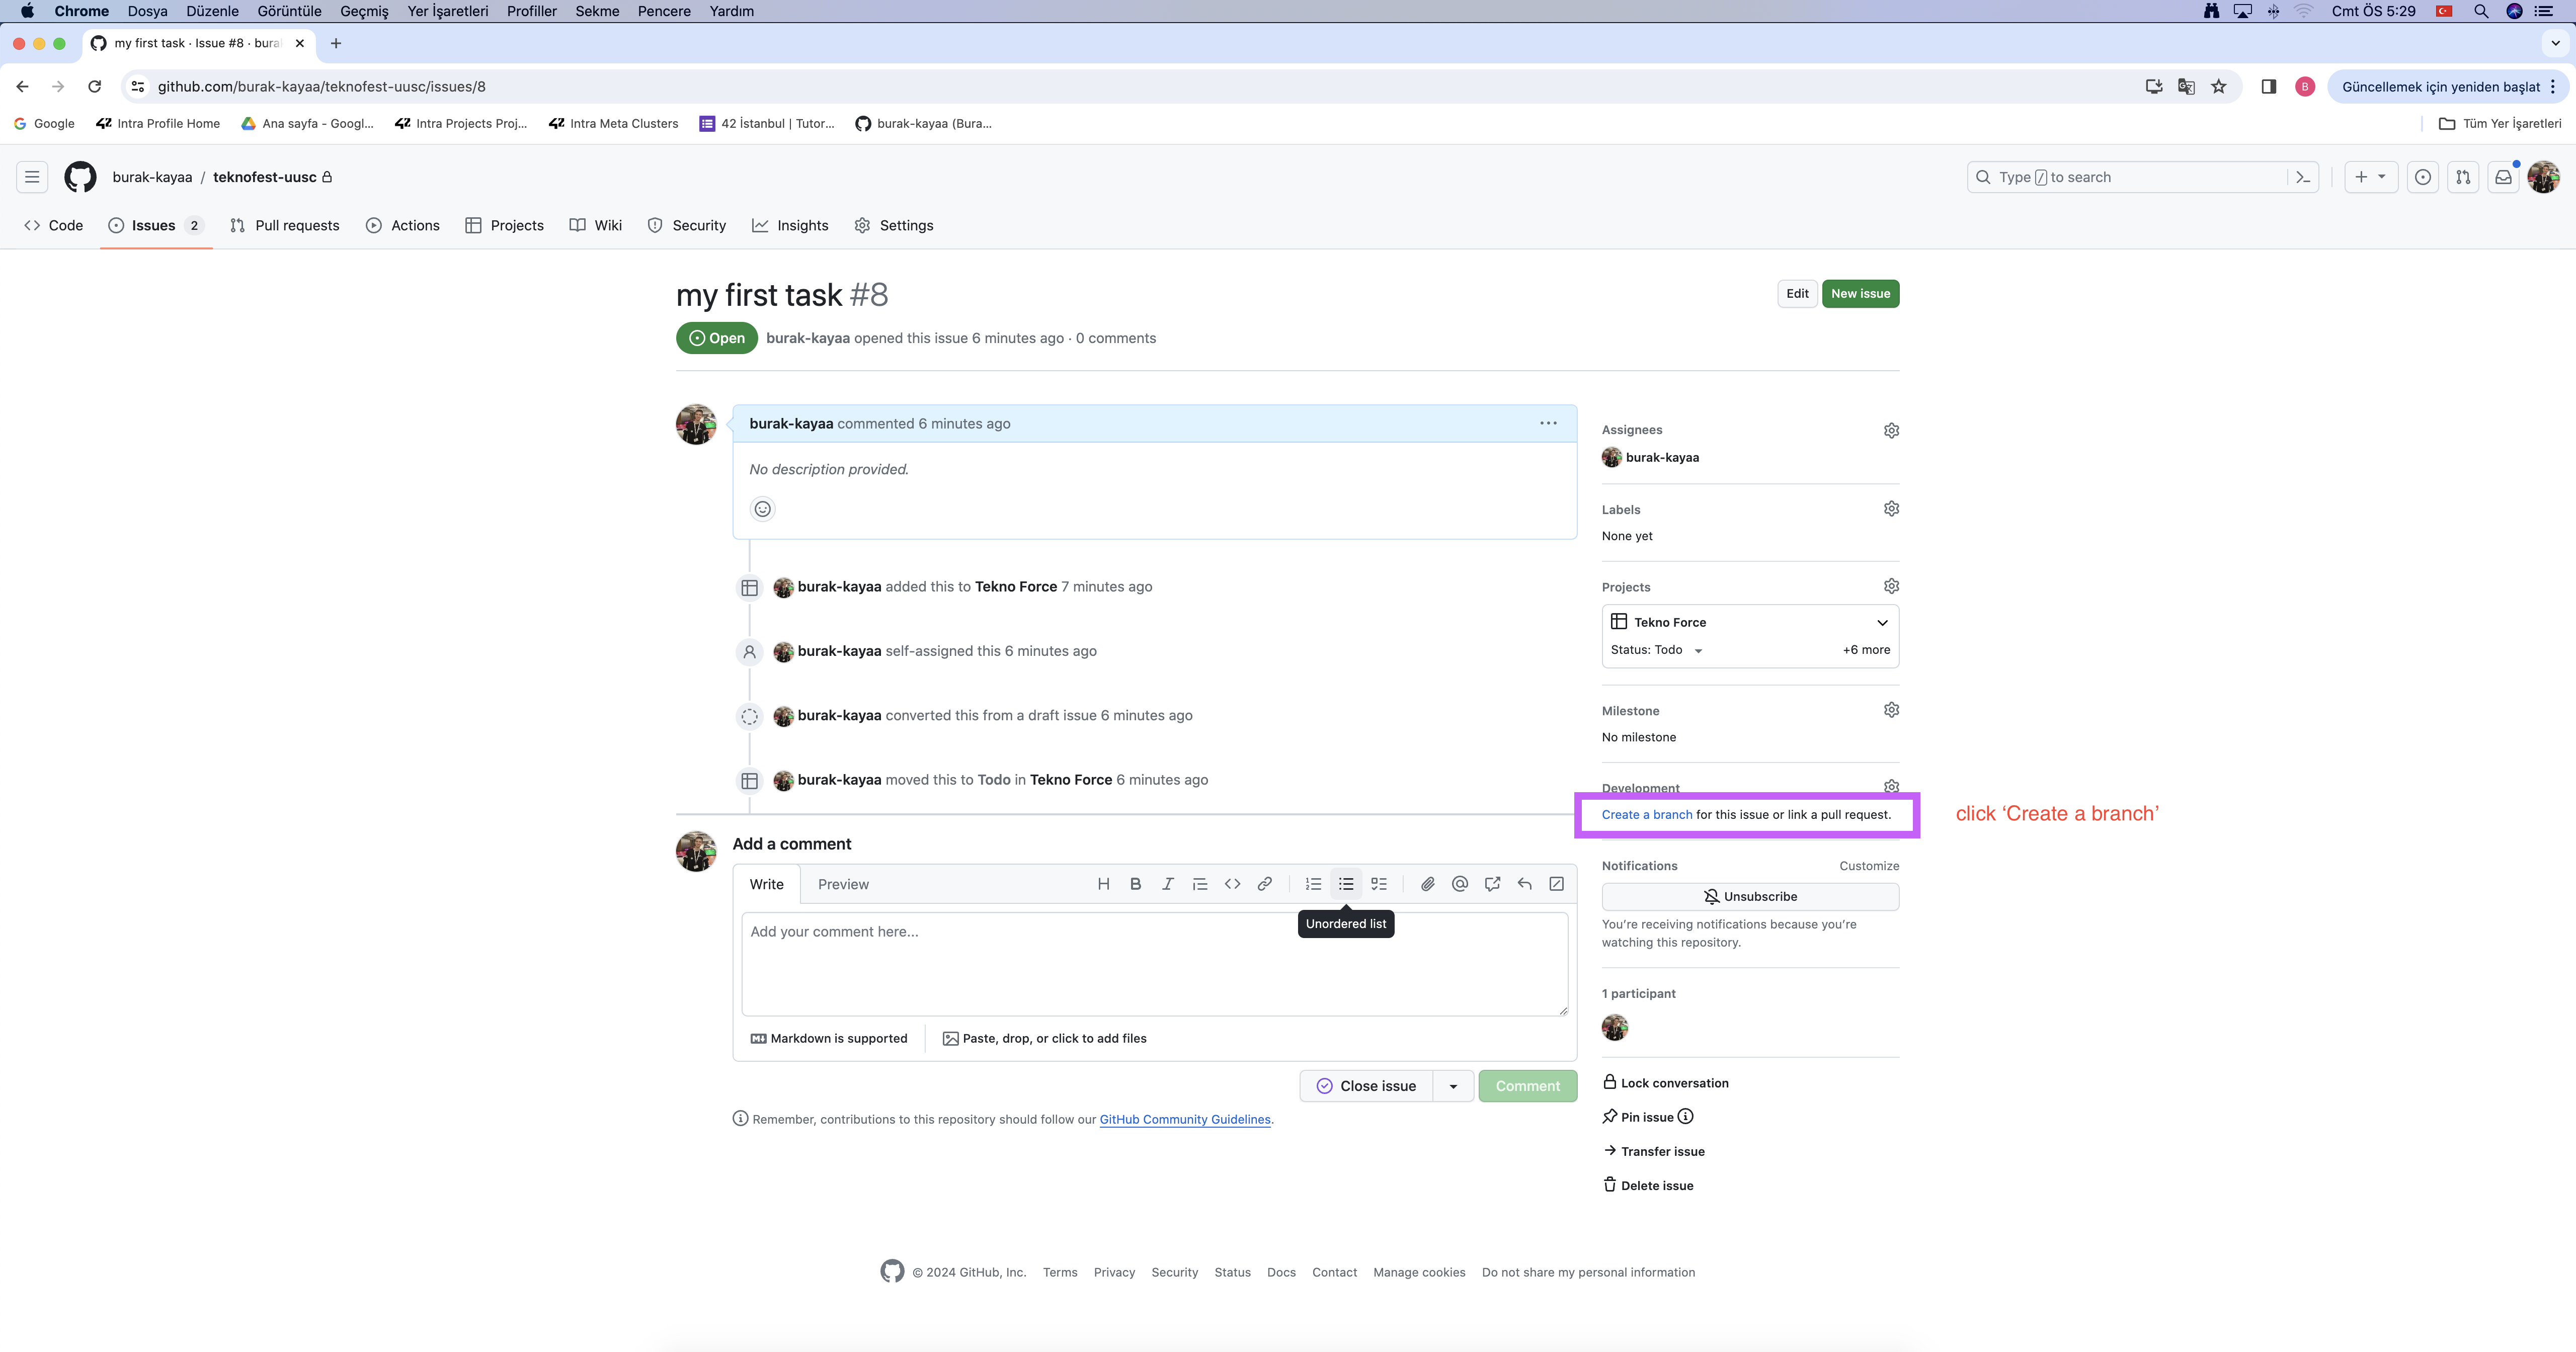 Chrome Dosya Düzenle Görüntüle Geçmiş Yer İşaretleri Profiller Sekme Pencere Yardım Cmt ÖS 5:29
my first task · Issue #8 · bura
github.com/burak-kayaa/teknofest-uusc/issues/8 B Güncellemek için yeniden başlat
Google Intra Profile Home Ana sayfa - Googl... Intra Projects Proj... Intra Meta Clusters 42 İstanbul | Tutor... burak-kayaa (Bura... Tüm Yer İşaretleri
burak-kayaa / teknofest-uusc Type / to search
Code Issues 2 Pull requests Actions Projects Wiki Security Insights Settings
my first task #8 Edit New issue
Open burak-kayaa opened this issue 6 minutes ago · 0 comments
burak-kayaa commented 6 minutes ago
No description provided.
burak-kayaa added this to Tekno Force 7 minutes ago
burak-kayaa self-assigned this 6 minutes ago
burak-kayaa converted this from a draft issue 6 minutes ago
burak-kayaa moved this to Todo in Tekno Force 6 minutes ago
Add a comment
Write Preview H B I
Unordered list
Add your comment here...
Markdown is supported Paste, drop, or click to add files
Close issue Comment
Remember, contributions to this repository should follow our GitHub Community Guidelines.
Assignees
burak-kayaa
Labels
None yet
Projects
Tekno Force
Status: Todo +6 more
Milestone
No milestone
Development
Create a branch for this issue or link a pull request.
click ‘Create a branch’
Notifications Customize
Unsubscribe
You’re receiving notifications because you’re
watching this repository.
1 participant
Lock conversation
Pin issue
Transfer issue
Delete issue
© 2024 GitHub, Inc. Terms Privacy Security Status Docs Contact Manage cookies Do not share my personal information